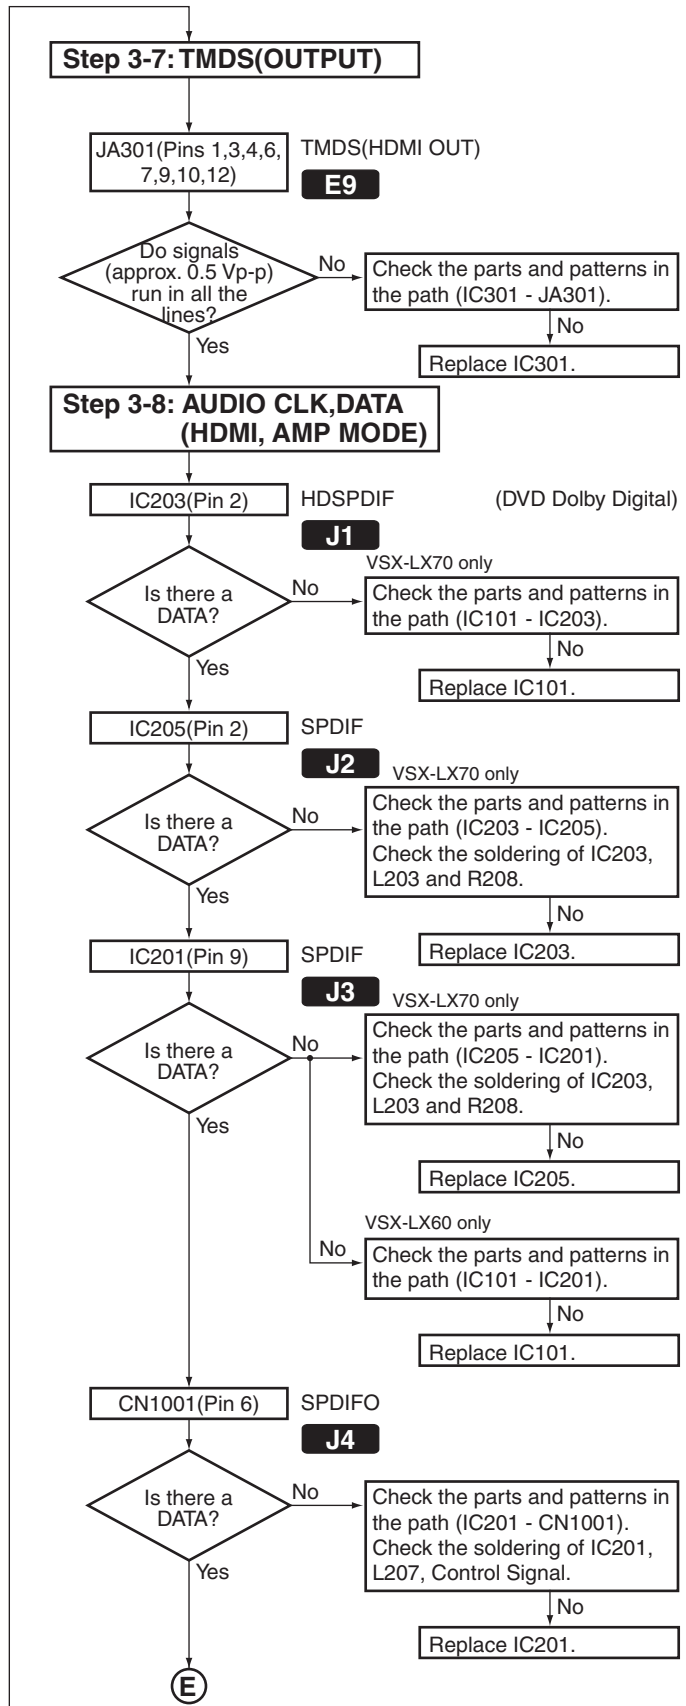 Step 3-7: TMDS(OUTPUT)
JA301(Pins 1,3,4,6,
7,9,10,12)
TMDS(HDMI OUT)
E9
Do signals
(approx. 0.5 Vp-p)
run in all the
lines?
No
Check the parts and patterns in
the path (IC301 - JA301).
No
Replace IC301.
Yes
Step 3-8: AUDIO CLK,DATA
(HDMI, AMP MODE)
IC203(Pin 2)
HDSPDIF
(DVD Dolby Digital)
J1
VSX-LX70 only
Is there a
DATA?
No
Check the parts and patterns in
the path (IC101 - IC203).
No
Replace IC101.
Yes
IC205(Pin 2)
SPDIF
J2
VSX-LX70 only
Is there a
DATA?
No
Check the parts and patterns in
the path (IC203 - IC205).
Check the soldering of IC203,
L203 and R208.
No
Replace IC203.
Yes
IC201(Pin 9)
SPDIF
J3
VSX-LX70 only
Is there a
DATA?
No
Check the parts and patterns in
the path (IC205 - IC201).
Check the soldering of IC203,
L203 and R208.
No
Replace IC205.
Yes
VSX-LX60 only
No
Check the parts and patterns in
the path (IC101 - IC201).
No
Replace IC101.
CN1001(Pin 6)
SPDIFO
J4
Is there a
DATA?
No
Check the parts and patterns in
the path (IC201 - CN1001).
Check the soldering of IC201,
L207, Control Signal.
No
Replace IC201.
Yes
E